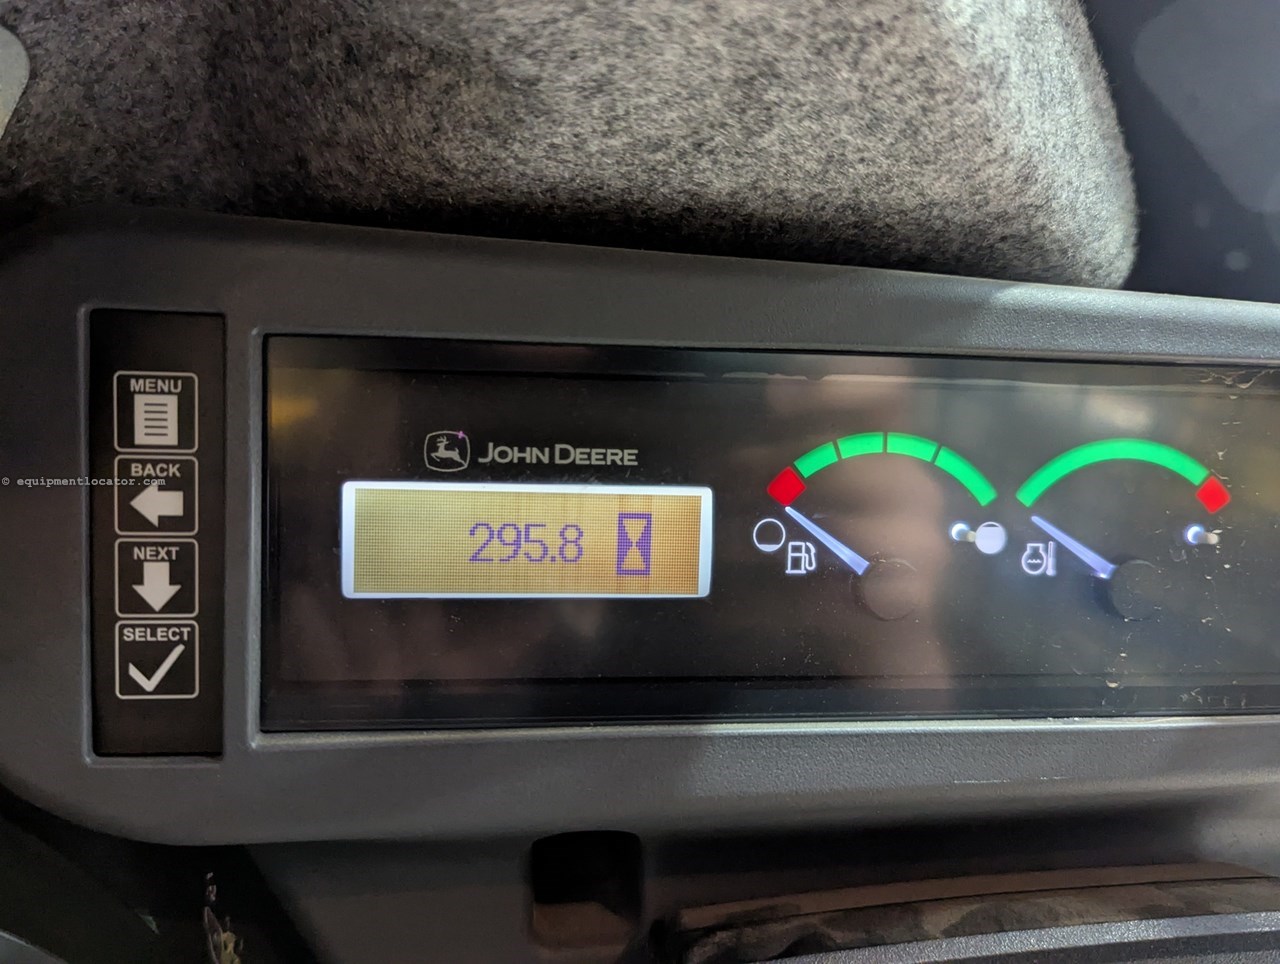 MENU
BACK
NEXT
SELECT
© equipmentlocator.com
JOHN DEERE
295.8